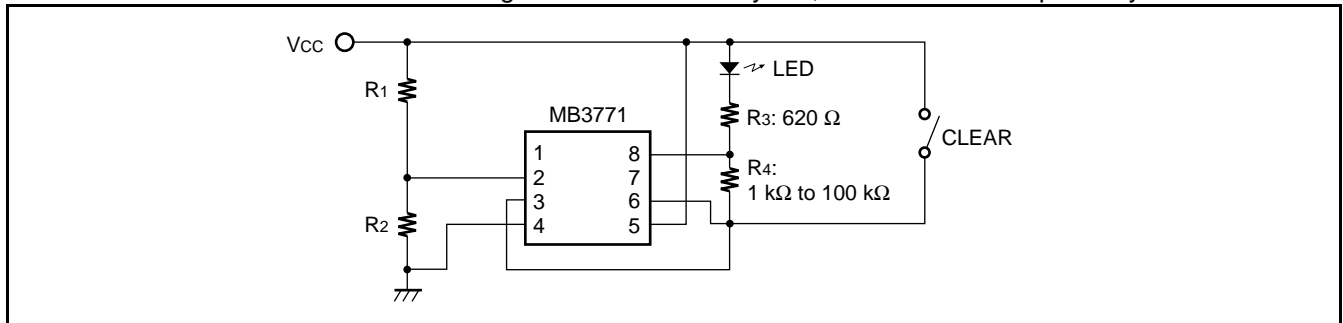 Vcc
LED
R1
R3: 620 Ω
MB3771
CLEAR
1
8
R4:
2
7
1 kΩ to 100 kΩ
3
6
R2
4
5